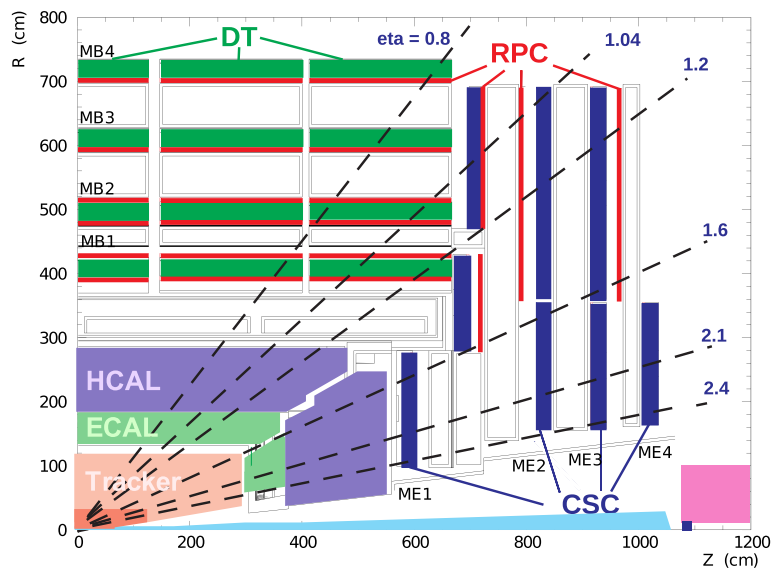 R (cm)
800
700
600
500
400
300
200
100
0
DT
eta = 0.8
1.04
RPC
1.2
MB4
MB3
MB2
MB1
1.6
HCAL
2.1
2.4
ECAL
Tracker
ME1
ME2
ME3
ME4
CSC
0
200
400
600
800
1000
1200
Z (cm)